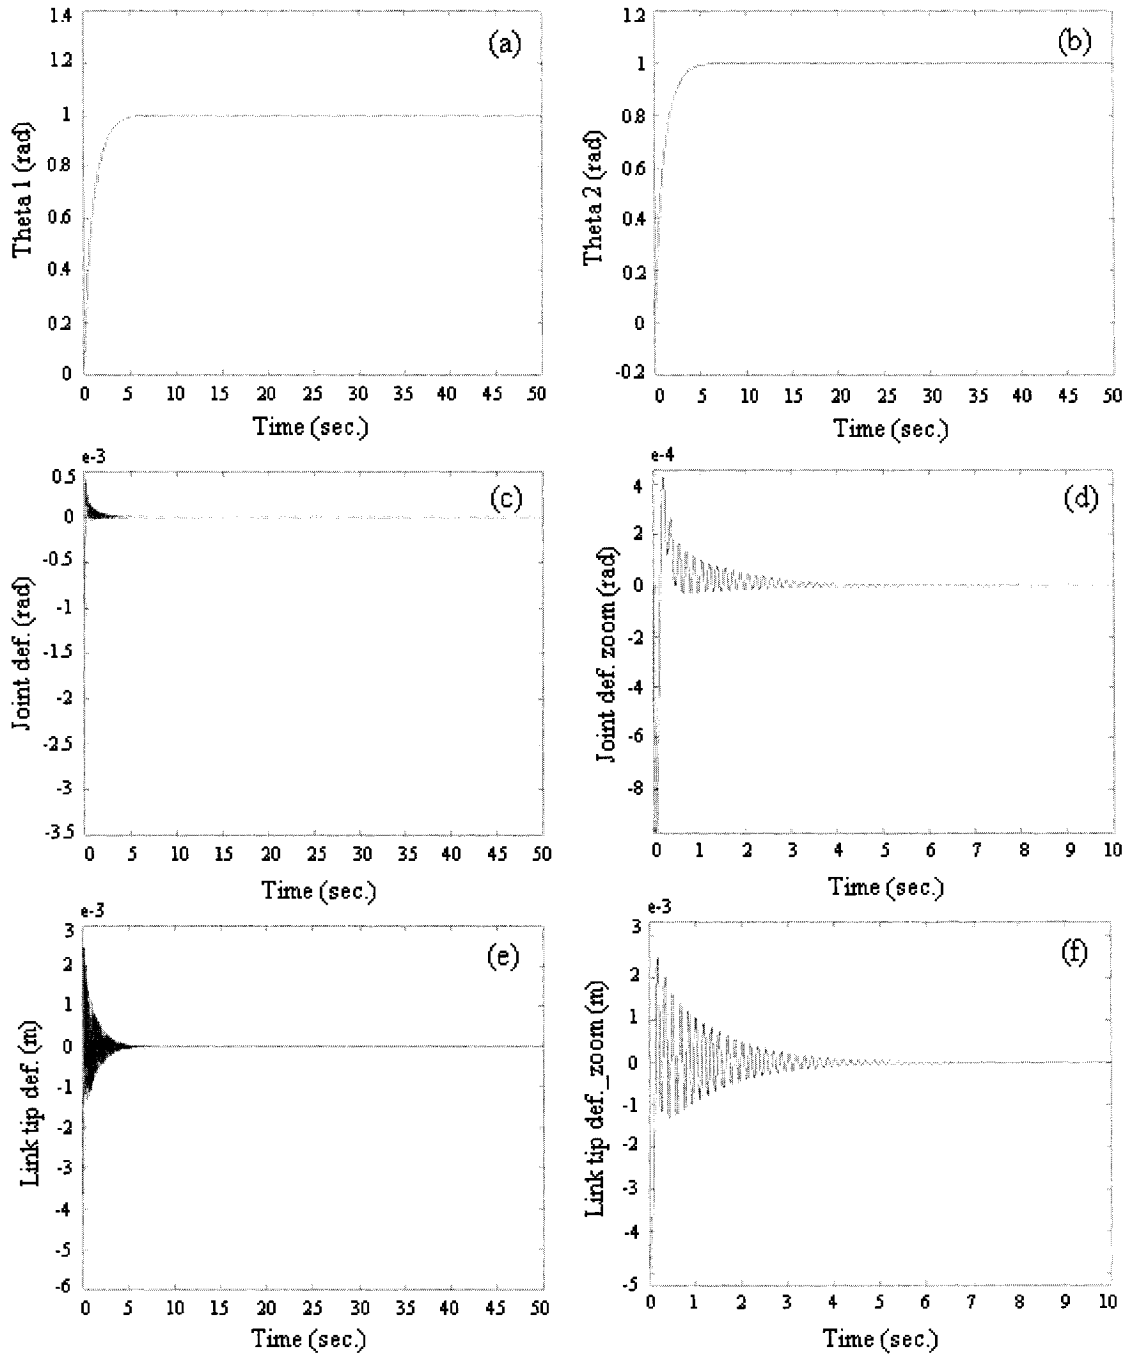 1.4
1.2
1
0.8
0.6
0.4
0.2
0
Theta 1 (rad)
(a)
0 5 10 15 20 25 30 35 40 45 50
Time (sec.)
1.2
1
0.8
0.6
0.4
0.2
0
-0.2
Theta 2 (rad)
(b)
0 5 10 15 20 25 30 35 40 45 50
Time (sec.)
e-3
0.5
0
-0.5
-1
-1.5
-2
-2.5
-3
-3.5
Joint def. (rad)
(c)
0 5 10 15 20 25 30 35 40 45 50
Time (sec.)
e-4
4
2
0
-2
-4
-6
-8
Joint def. zoom (rad)
(d)
0 1 2 3 4 5 6 7 8 9 10
Time (sec.)
e-3
3
2
1
0
-1
-2
-3
-4
-5
-6
Link tip def. (m)
(e)
0 5 10 15 20 25 30 35 40 45 50
Time (sec.)
e-3
3
2
1
0
-1
-2
-3
-4
-5
Link tip def._zoom (m)
(f)
0 1 2 3 4 5 6 7 8 9 10
Time (sec.)